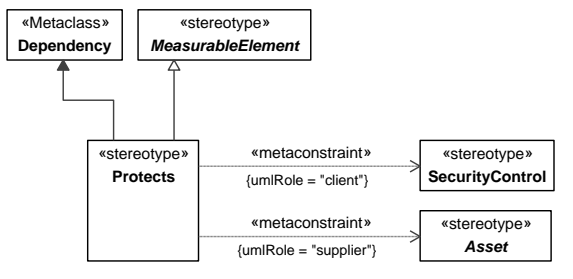 «Metaclass»
Dependency
«stereotype»
MeasurableElement
«stereotype»
Protects
«metaconstraint»
{umlRole = "client"}
«stereotype»
SecurityControl
«metaconstraint»
{umlRole = "supplier"}
«stereotype»
Asset